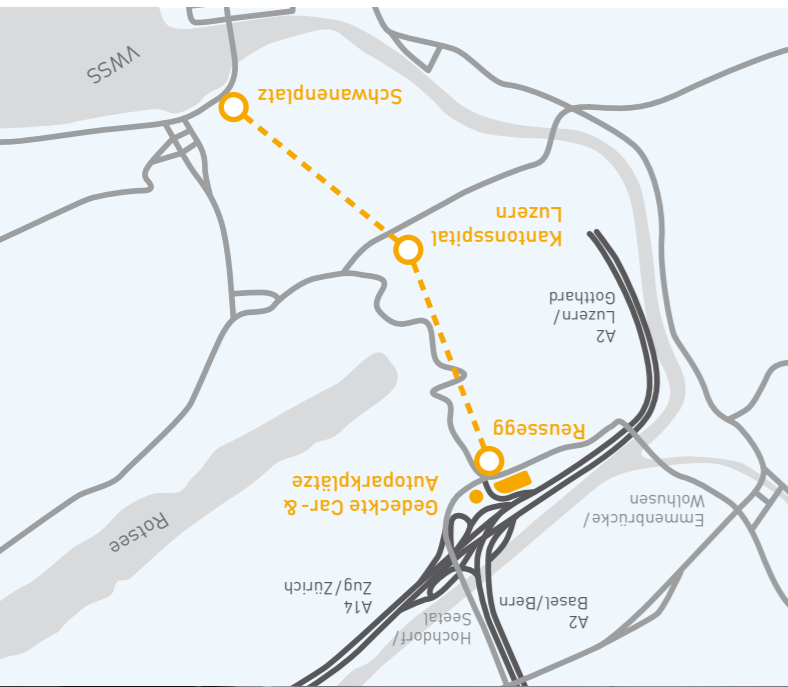 Hochdorf/
Seetal
A2
Basel/Bern
A14
Zug/Zürich
Rotsee
Emmenbrücke/
Wolhusen
Gedeckte Car- &
Autoparkplätze
Reussegg
A2
Luzern/
Gotthard
Kantonsspital
Luzern
Schwanenplatz
VWSS